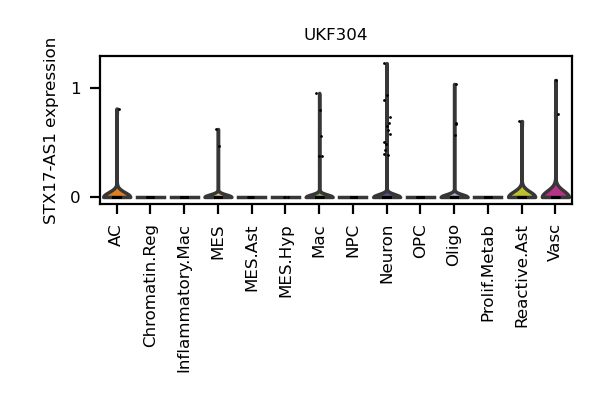 UKF304
STX17-AS1 expression
1
0
AC
Chromatin.Reg
Inflammatory.Mac
MES
MES.Ast
MES.Hyp
Mac
NPC
Neuron
OPC
Oligo
Prolif.Metab
Reactive.Ast
Vasc